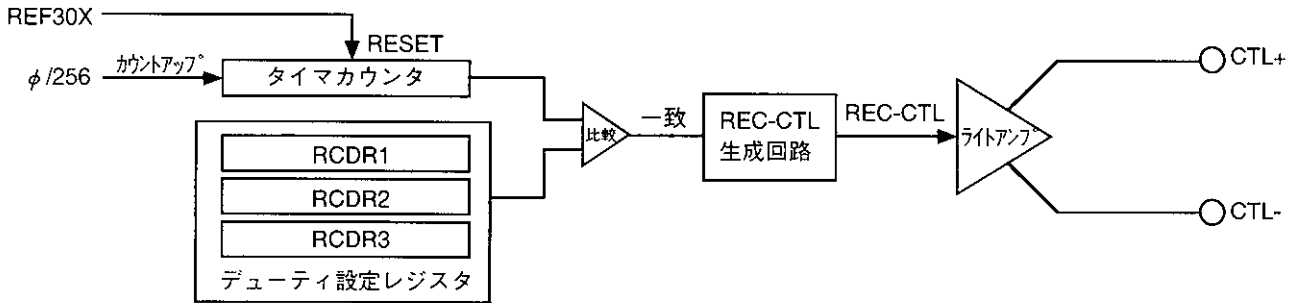 REF30X
RESET
φ/256
カウントアップ
タイマカウンタ
RCDR1
RCDR2
RCDR3
デューティ設定レジスタ
比較
一致
REC-CTL
生成回路
REC-CTL
ライトアンプ
CTL+
CTL-